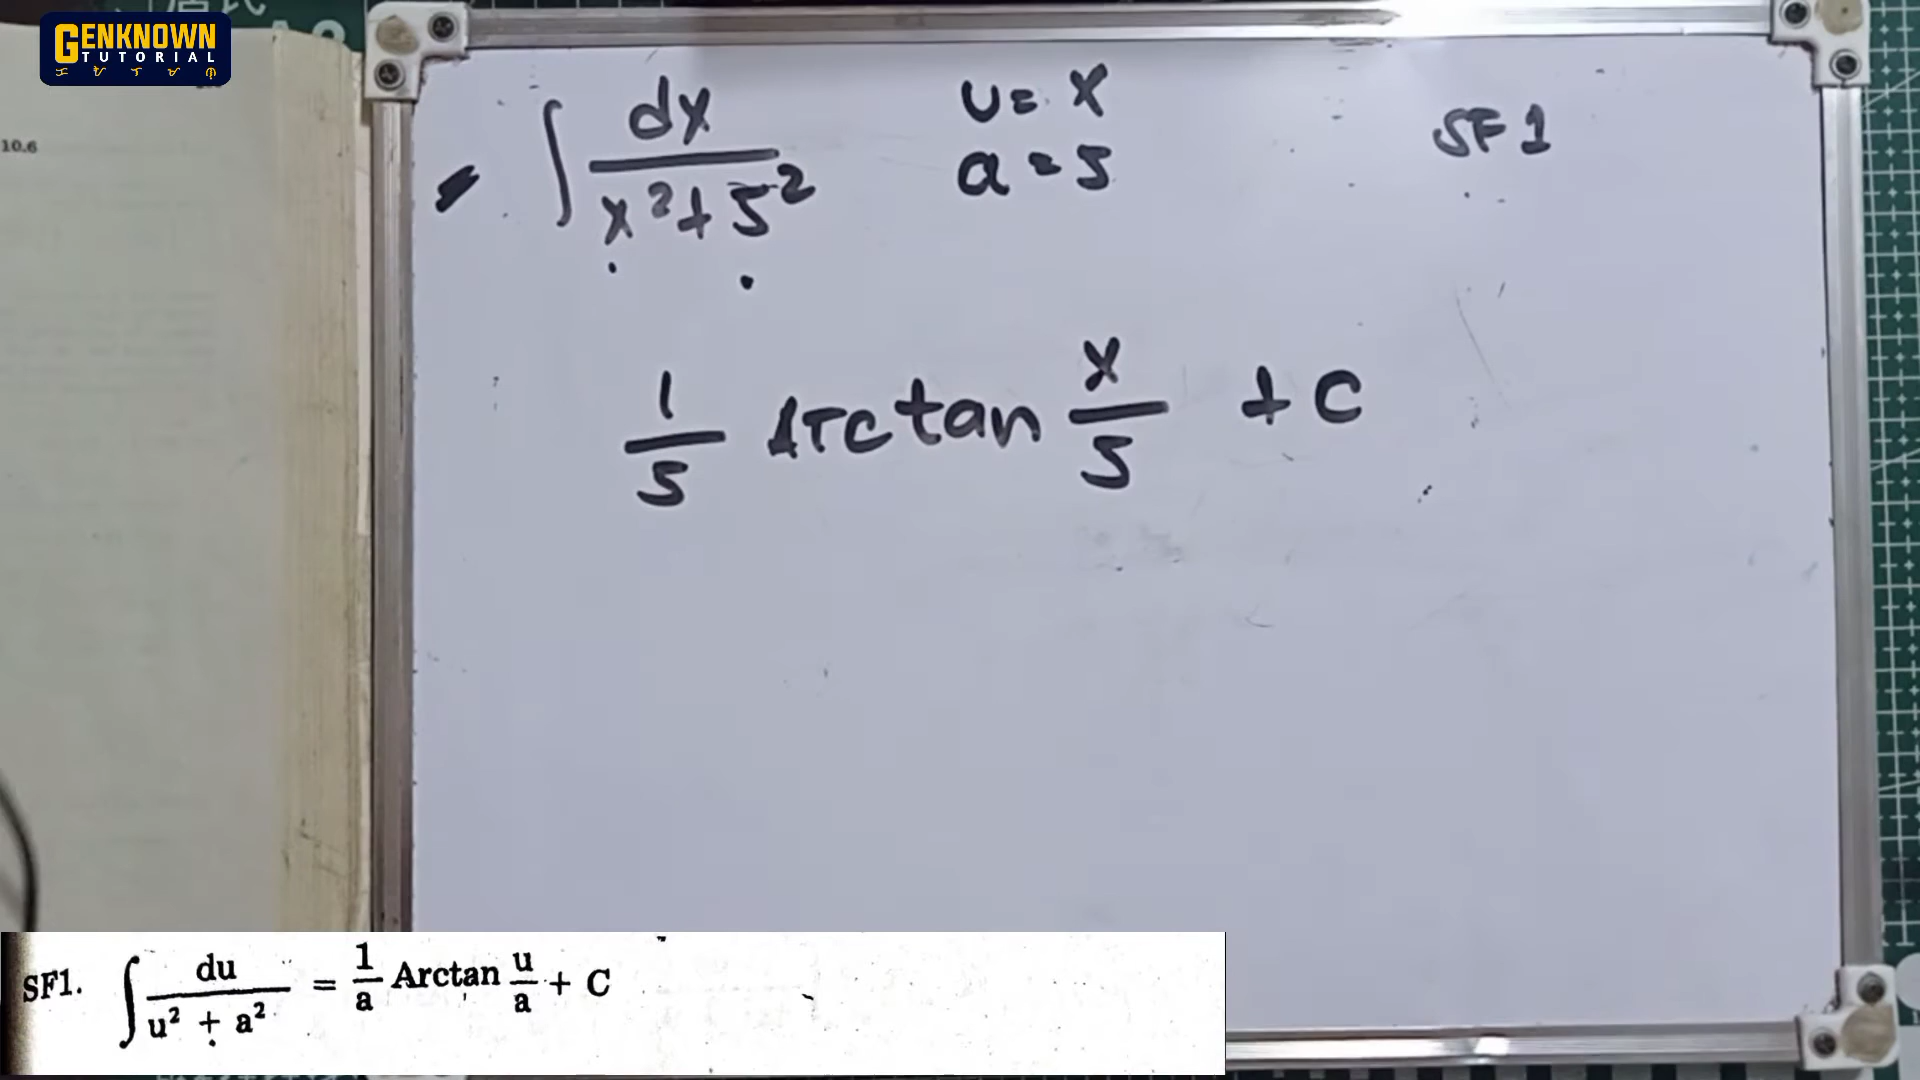 GENKNOWN
TUTORIAL
10.6
∫ dx / (x² + 5²)
u = x
a = 5
SF1
1/5 Arctan x/5 + C
SF1. ∫ du / (u² + a²) = 1/a Arctan u/a + C